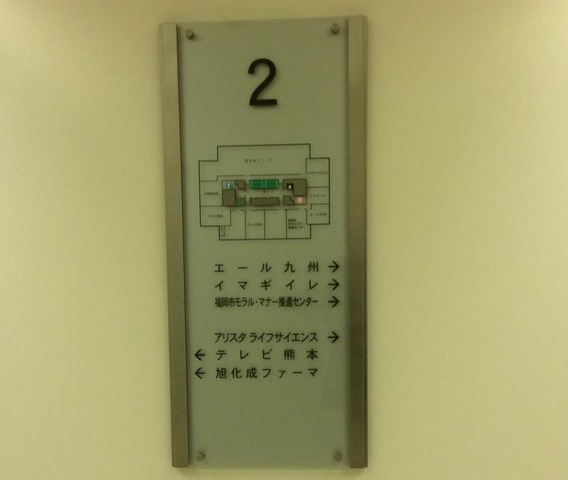 2
エール九州 →
イマギイレ →
福岡市モラル・マナー推進センター →
アリスタ ライフサイエンス →
← テレビ熊本
← 旭化成ファーマ